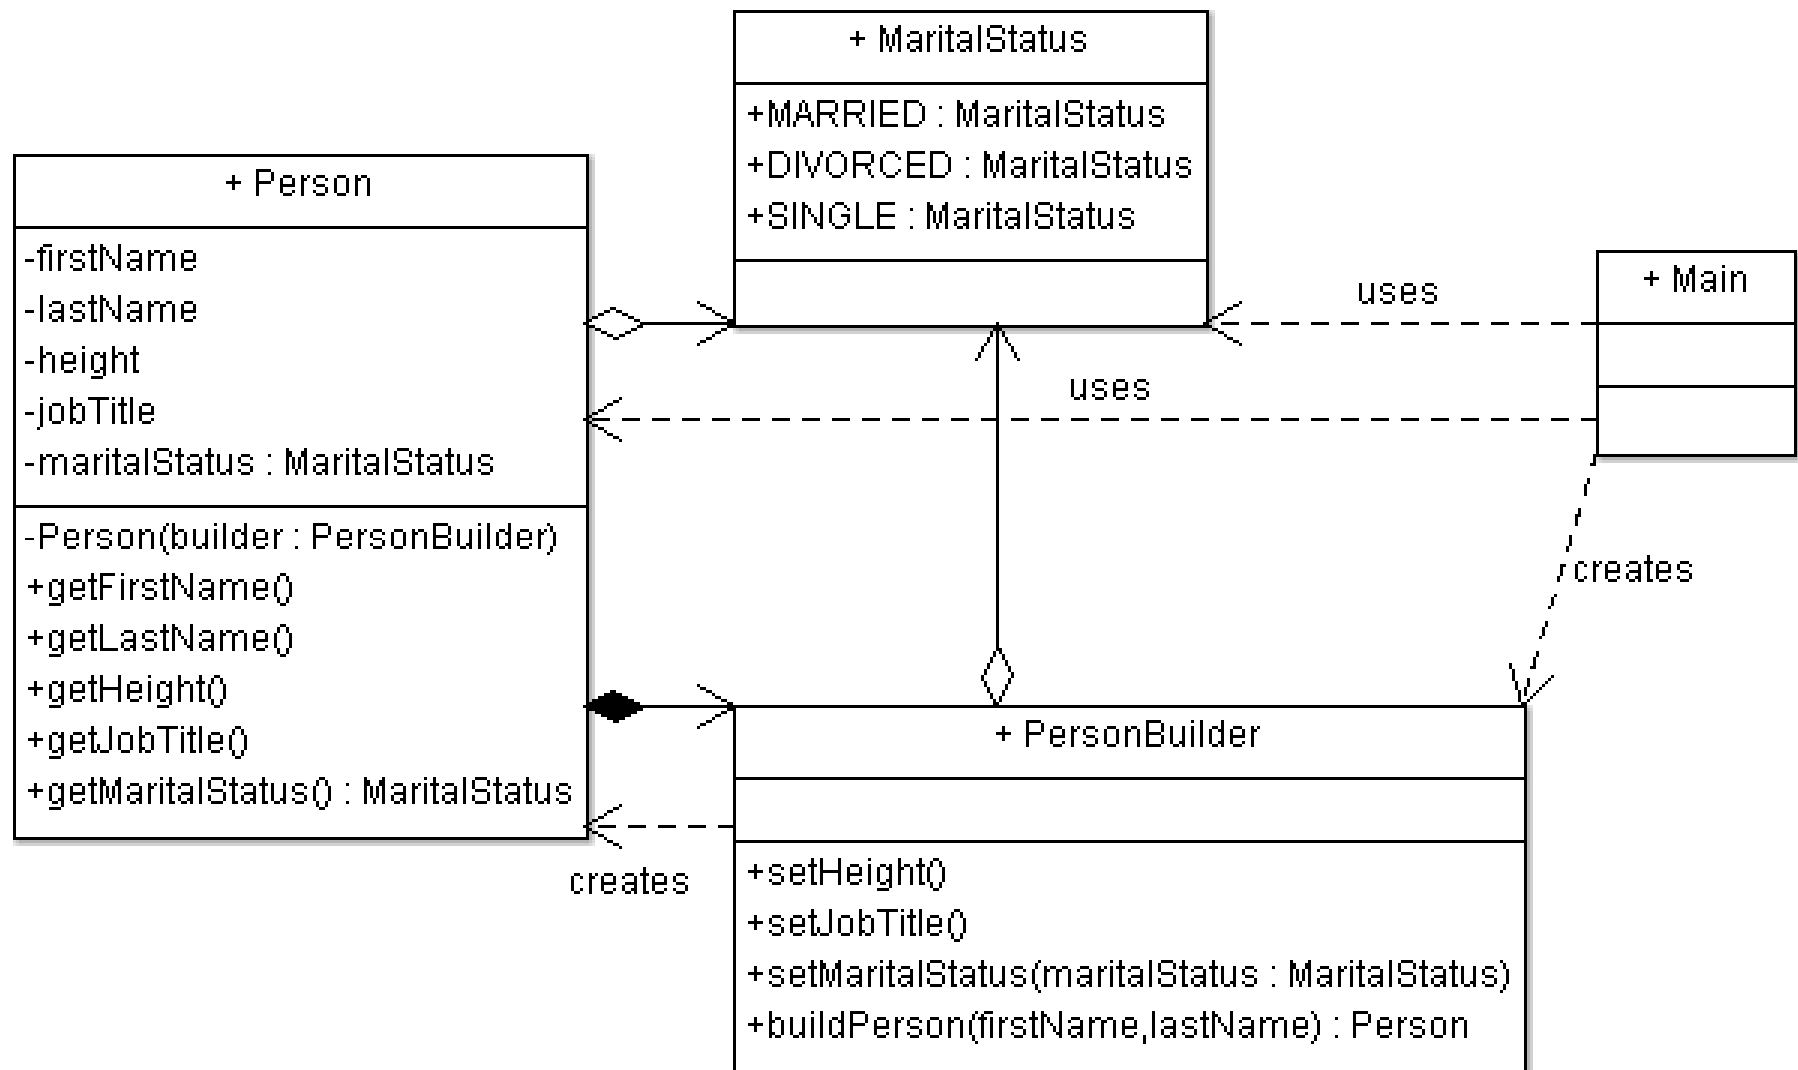 + MaritalStatus
+MARRIED : MaritalStatus
+DIVORCED : MaritalStatus
+SINGLE : MaritalStatus
+ Person
-firstName
-lastName
-height
-jobTitle
-maritalStatus : MaritalStatus
-Person(builder : PersonBuilder)
+getFirstName()
+getLastName()
+getHeight()
+getJobTitle()
+getMaritalStatus() : MaritalStatus
+ Main
uses
uses
creates
creates
+ PersonBuilder
+setHeight()
+setJobTitle()
+setMaritalStatus(maritalStatus : MaritalStatus)
+buildPerson(firstName,lastName) : Person